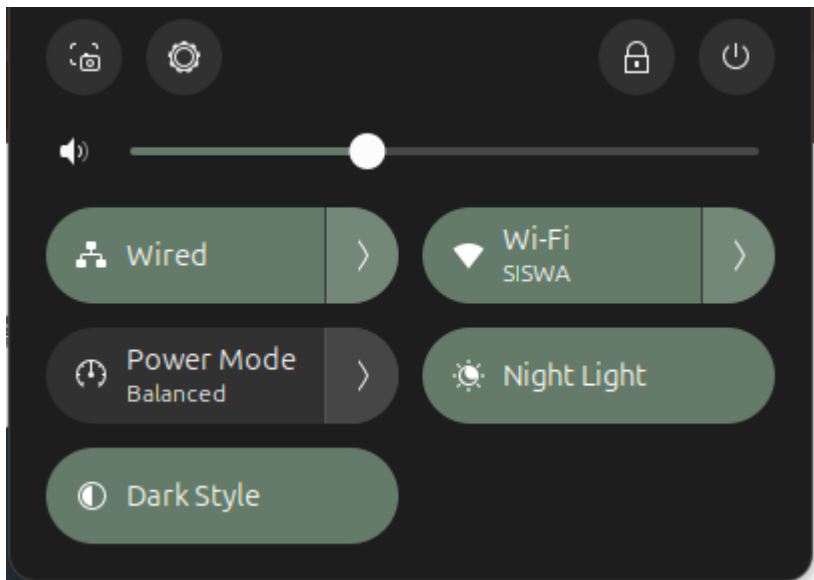 Wired
Wi-Fi
SISWA
Power Mode
Balanced
Night Light
Dark Style